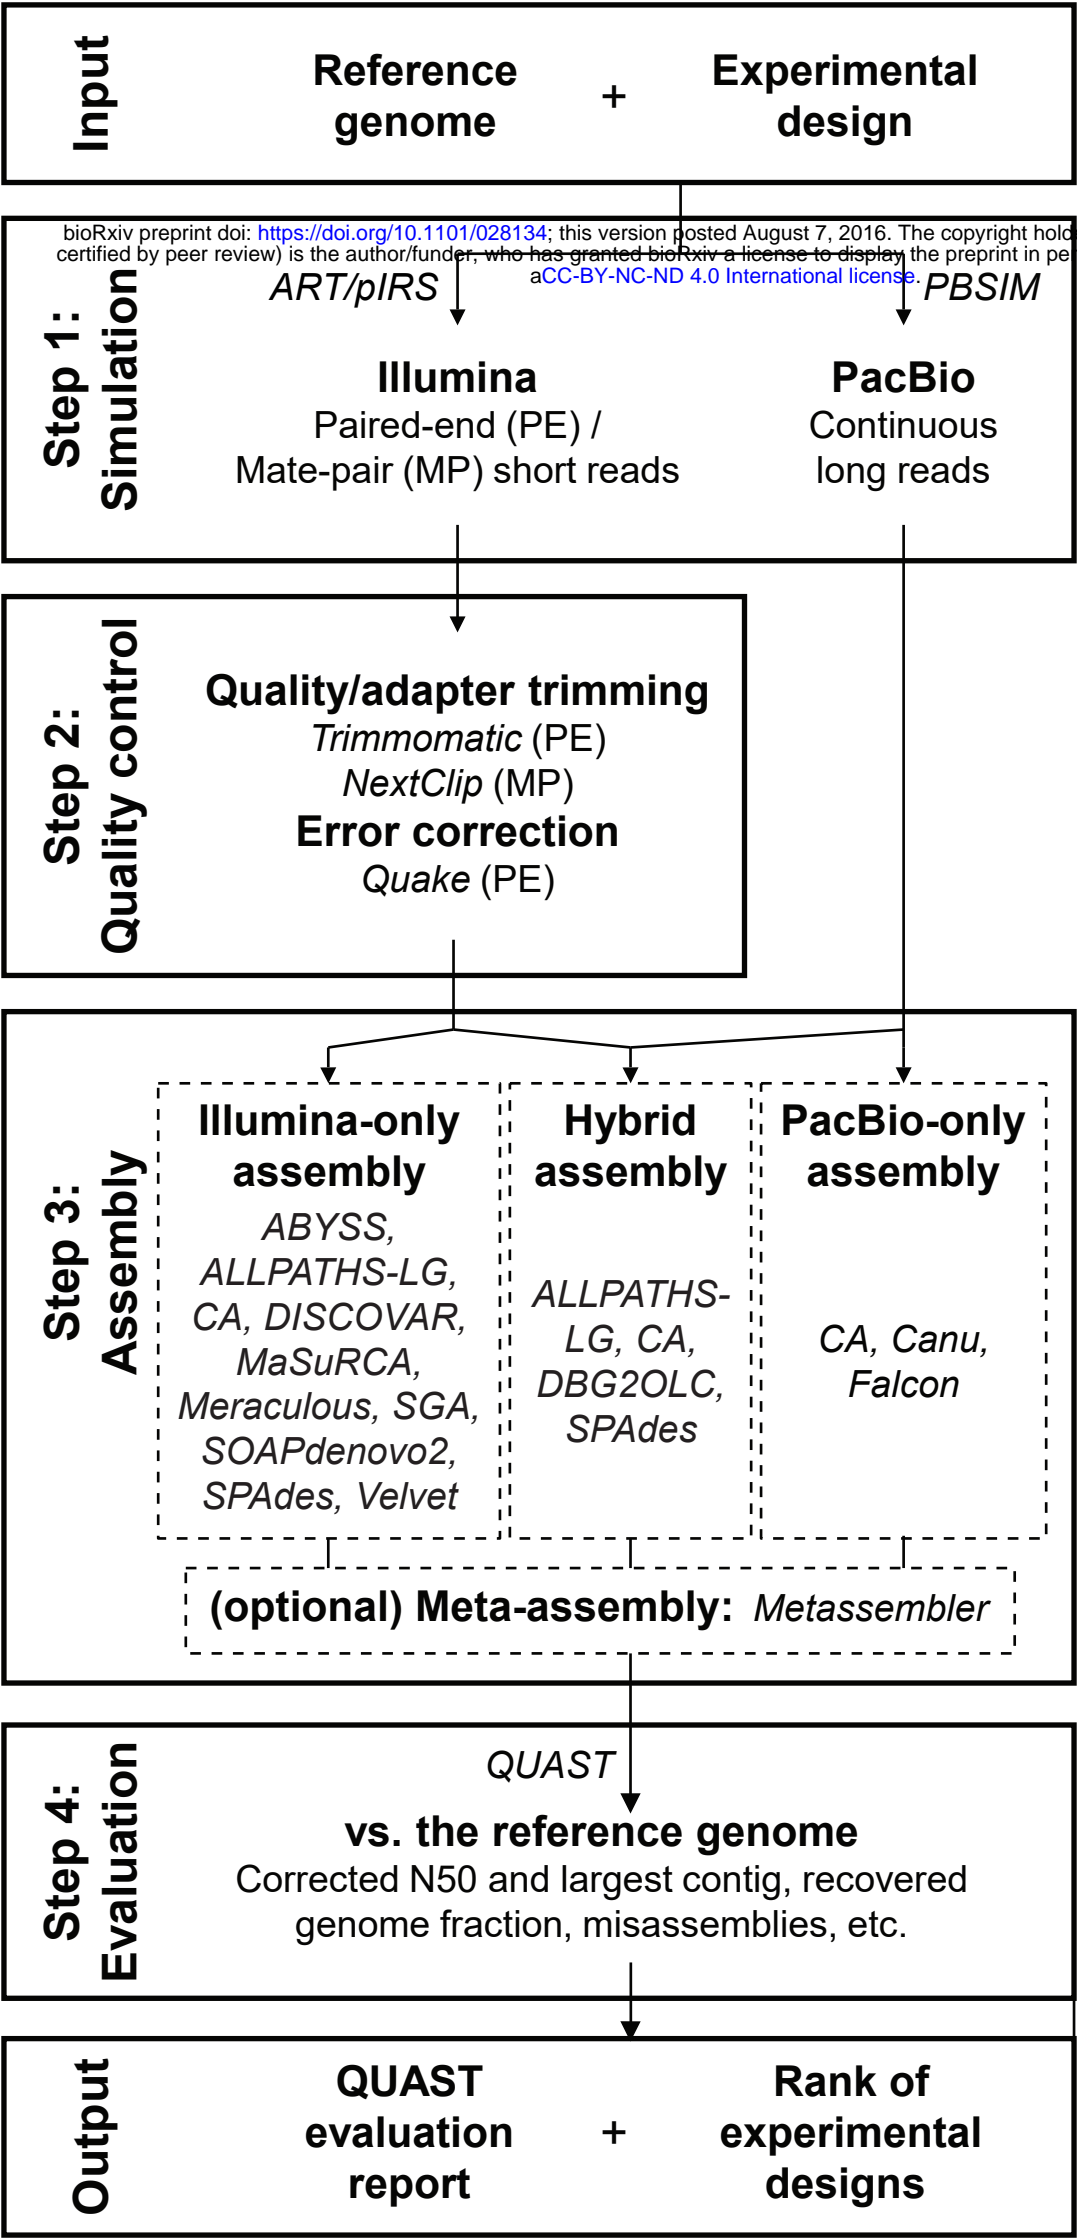 Input
Reference
genome
+
Experimental
design
bioRxiv preprint doi: https://doi.org/10.1101/028134; this version posted August 7, 2016. The copyright hold
certified by peer review) is the author/funder, who has granted bioRxiv a license to display the preprint in pe
aCC-BY-NC-ND 4.0 International license.
Step 1:
Simulation
ART/pIRS
PBSIM
Illumina
Paired-end (PE) /
Mate-pair (MP) short reads
PacBio
Continuous
long reads
Step 2:
Quality control
Quality/adapter trimming
Trimmomatic (PE)
NextClip (MP)
Error correction
Quake (PE)
Step 3:
Assembly
Illumina-only
assembly
ABYSS,
ALLPATHS-LG,
CA, DISCOVAR,
MaSuRCA,
Meraculous, SGA,
SOAPdenovo2,
SPAdes, Velvet
Hybrid
assembly
ALLPATHS-
LG, CA,
DBG2OLC,
SPAdes
PacBio-only
assembly
CA, Canu,
Falcon
(optional) Meta-assembly: Metassembler
Step 4:
Evaluation
QUAST
vs. the reference genome
Corrected N50 and largest contig, recovered
genome fraction, misassemblies, etc.
Output
QUAST
evaluation
report
+
Rank of
experimental
designs